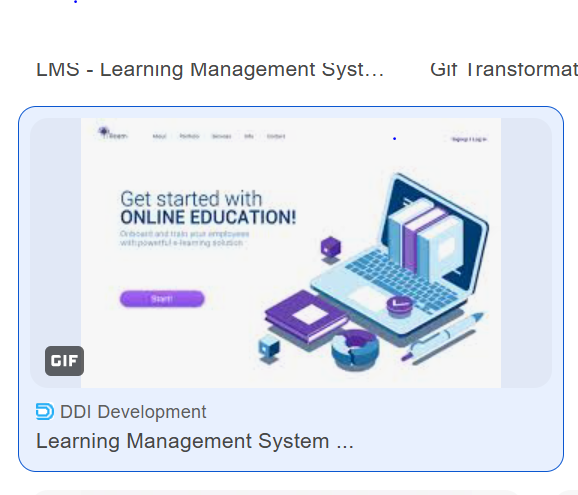 LMS - Learning Management Syst...
Gif Transformat
About Portfolio Services Info Contact
Signup / Log in
Get started with
ONLINE EDUCATION!
Onboard and train your employees
with powerful e-learning solution
Start!
GIF
DDI Development
Learning Management System ...